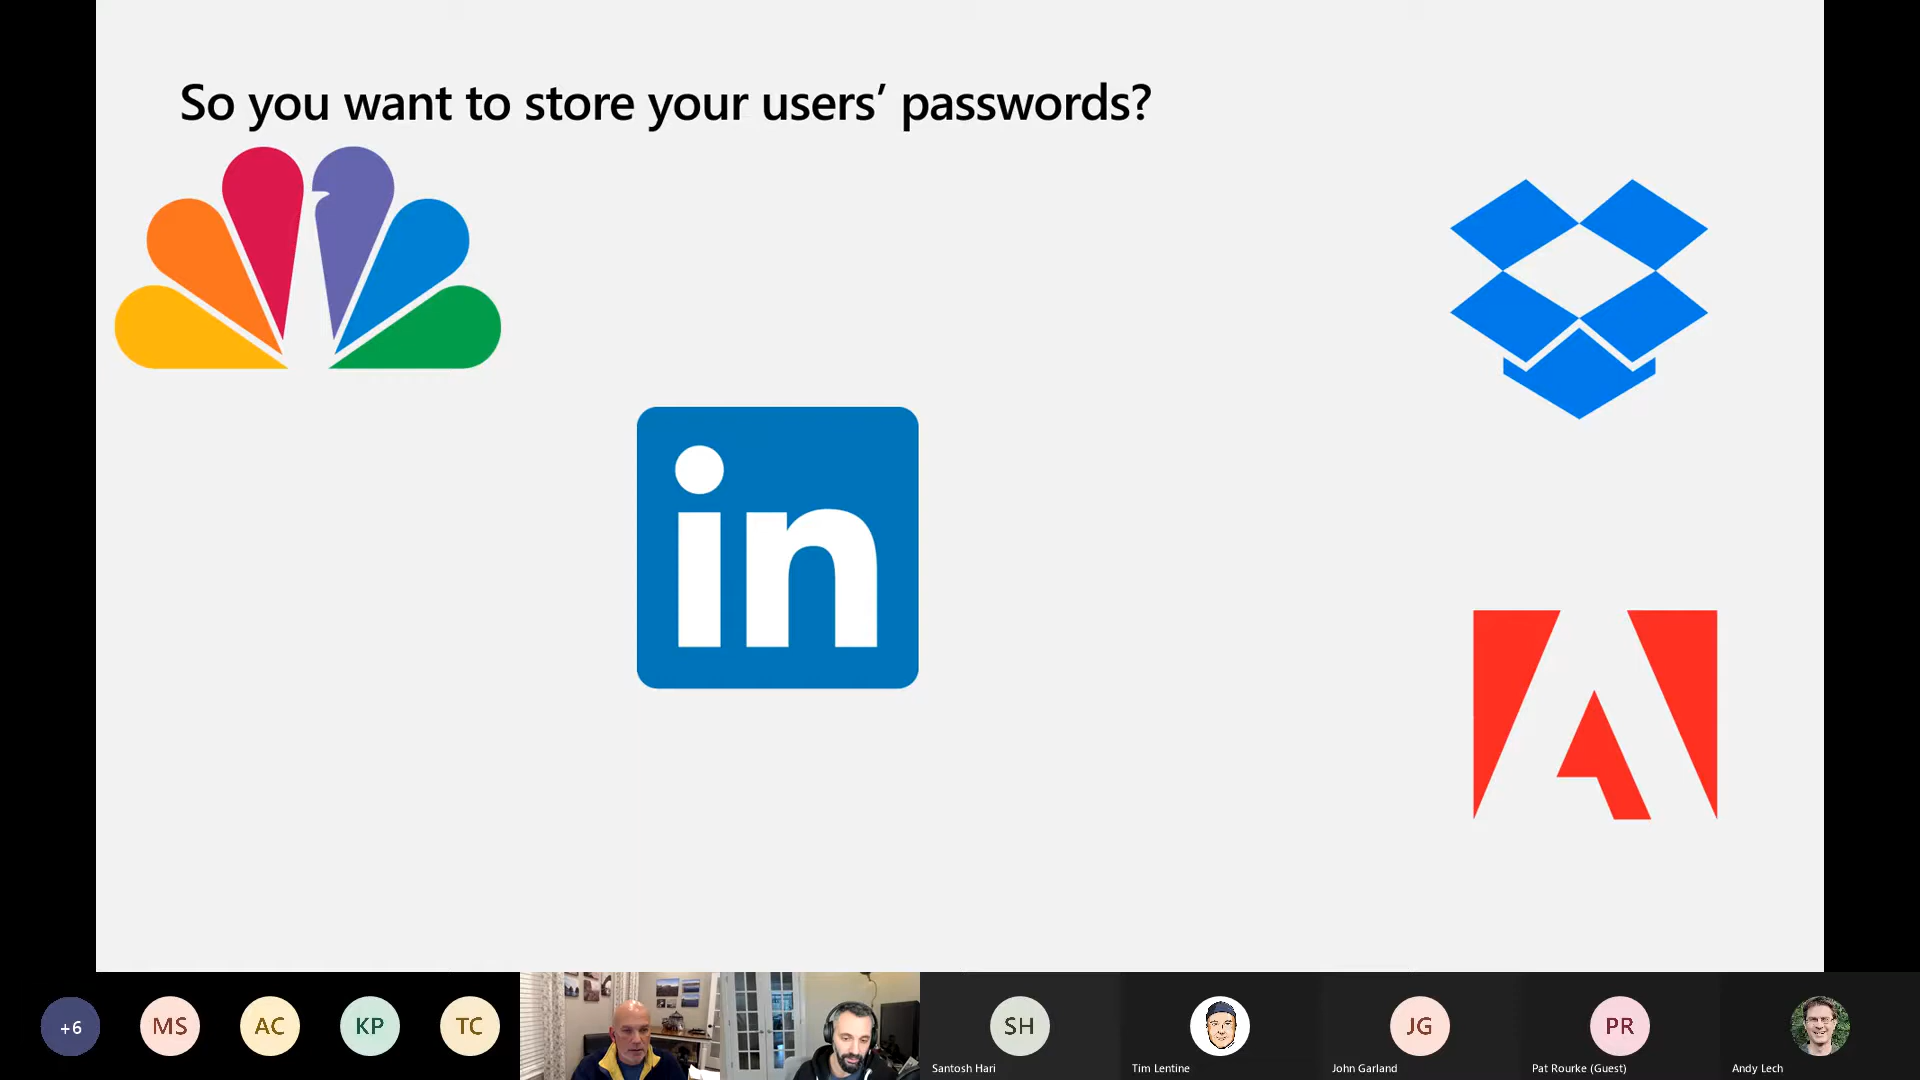 So you want to store your users’ passwords?
in
+6
MS
AC
KP
TC
SH
JG
PR
Santosh Hari
Tim Lentine
John Garland
Pat Rourke (Guest)
Andy Lech